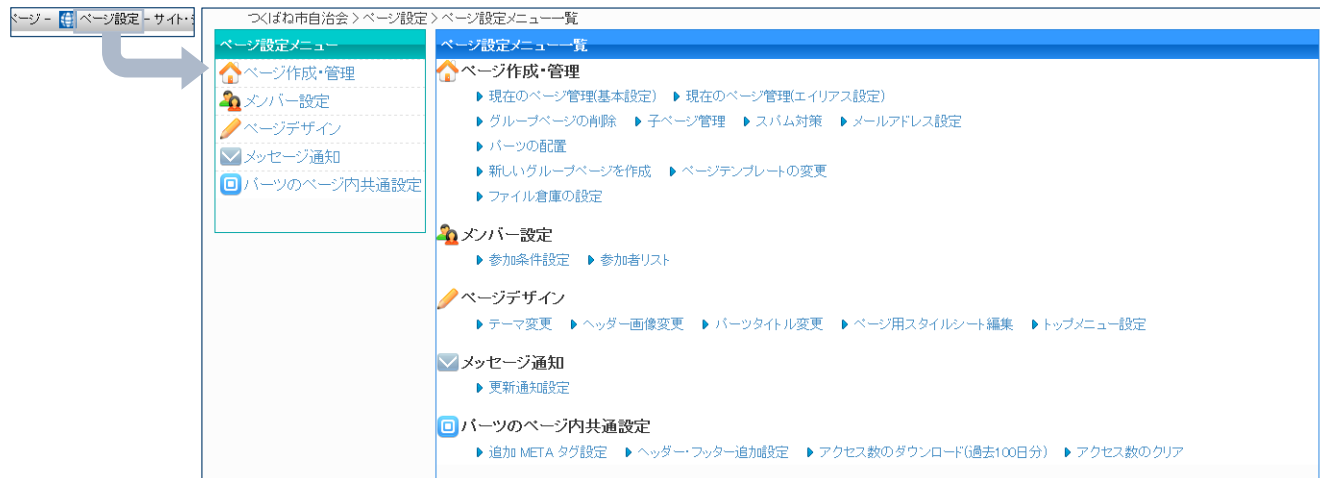 ページ - ページ設定 - サイト・
つくばね市自治会 > ページ設定 > ページ設定メニュー一覧
ページ設定メニュー
ページ作成・管理
メンバー設定
ページデザイン
メッセージ通知
パーツのページ内共通設定
ページ設定メニュー一覧
ページ作成・管理
現在のページ管理(基本設定) 現在のページ管理(エイリアス設定)
グループページの削除 子ページ管理 スパム対策 メールアドレス設定
パーツの配置
新しいグループページを作成 ページテンプレートの変更
ファイル倉庫の設定
メンバー設定
参加条件設定 参加者リスト
ページデザイン
テーマ変更 ヘッダー画像変更 パーツタイトル変更 ページ用スタイルシート編集 トップメニュー設定
メッセージ通知
更新通知設定
パーツのページ内共通設定
追加 META タグ設定 ヘッダー・フッター追加設定 アクセス数のダウンロード(過去100日分) アクセス数のクリア